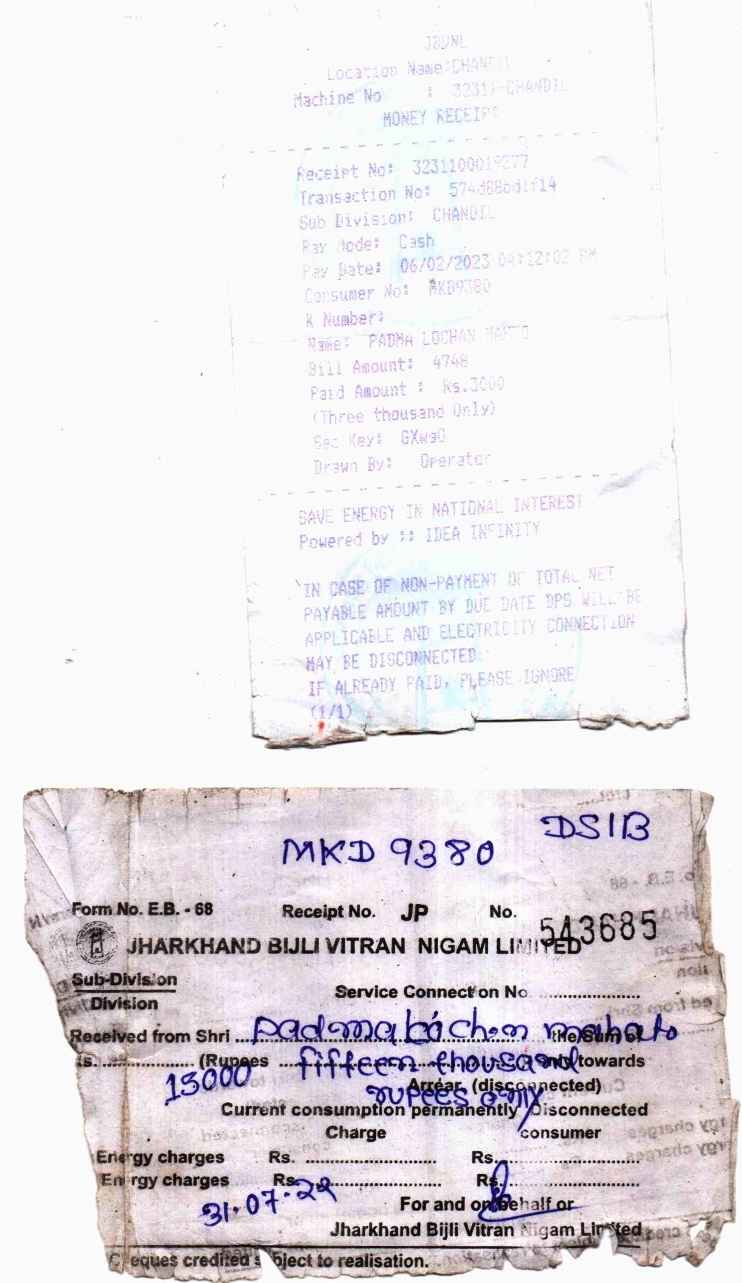 JBVNL
Location Name:CHANDIL
Machine No : 32311-CHANDIL
MONEY RECEIPT
Receipt No: 3231100019277
Transaction No: 574d88bd1f14
Sub Division: CHANDIL
Pay Mode: Cash
Pay Date: 06/02/2023 04:12:02 PM
Consumer No: MKD9380
K Number:
Name: PADMA LOCHAN MAHTO
Bill Amount: 4748
Paid Amount : Rs.3000
(Three thousand Only)
Sec Key: GXwaO
Drawn By: Operator
SAVE ENERGY IN NATIONAL INTEREST
Powered by :: IDEA INFINITY
IN CASE OF NON-PAYMENT OF TOTAL NET
PAYABLE AMOUNT BY DUE DATE DPS WILL BE
APPLICABLE AND ELECTRICITY CONNECTION
MAY BE DISCONNECTED
IF ALREADY PAID, PLEASE IGNORE
(1/1)
MKD 9380 DS1B
Form No. E.B. - 68 Receipt No. JP No. 543685
JHARKHAND BIJLI VITRAN NIGAM LIMITED
Sub-Division
Division Service Connection No. ....................
Received from Shri padmalochan mahato the Sum of
Rs. 15000 (Rupees fifteen thousand only towards
rupees only Arrear (disconnected)
Current consumption permanently Disconnected
Charge consumer
Energy charges Rs. ........................ Rs. ........................
Energy charges Rs. ........................ Rs. ........................
31.07.22 For and on behalf or
Jharkhand Bijli Vitran Nigam Limited
Cheques credited subject to realisation.